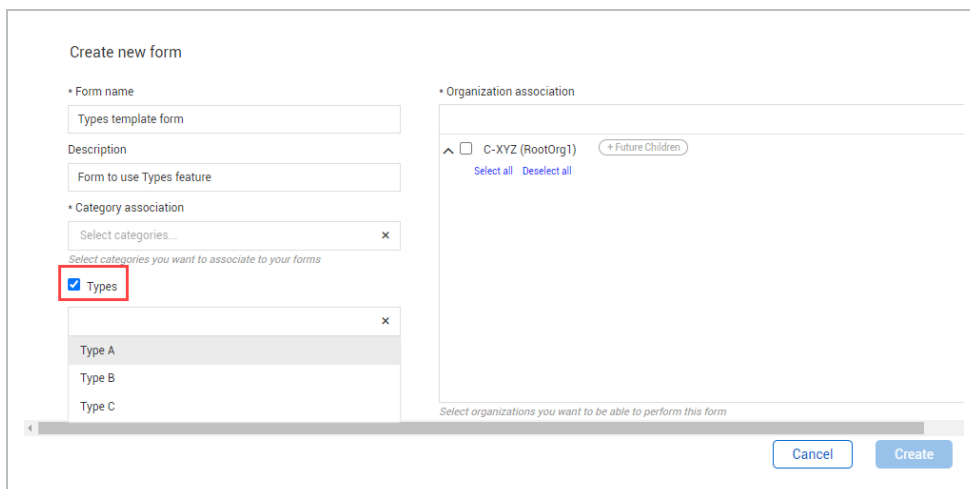 Create new form
* Form name
Types template form
Description
Form to use Types feature
* Category association
Select categories...
Select categories you want to associate to your forms
Types
Type A
Type B
Type C
* Organization association
C-XYZ (RootOrg1) + Future Children
Select all Deselect all
Select organizations you want to be able to perform this form
Cancel Create